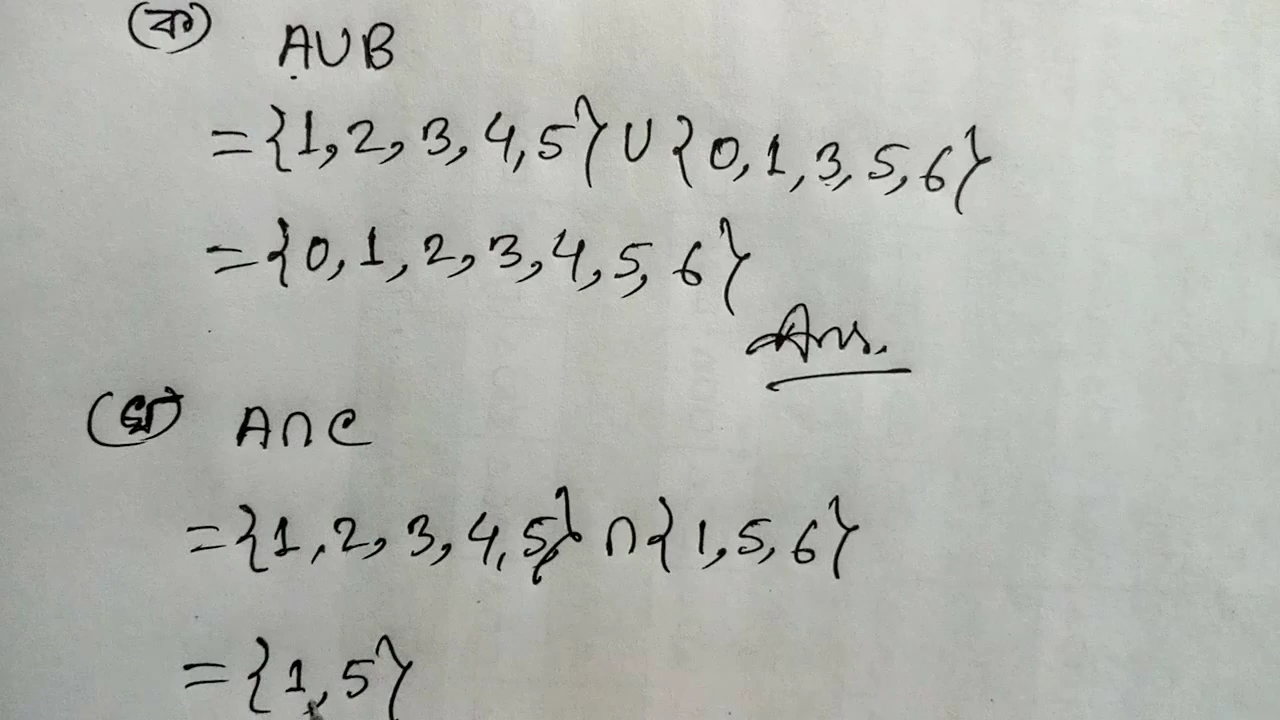 (ক) A∪B
={1,2,3,4,5}∪{0,1,3,5,6}
={0,1,2,3,4,5,6}
Ans.
(খ) A∩C
={1,2,3,4,5}∩{1,5,6}
={1,5}